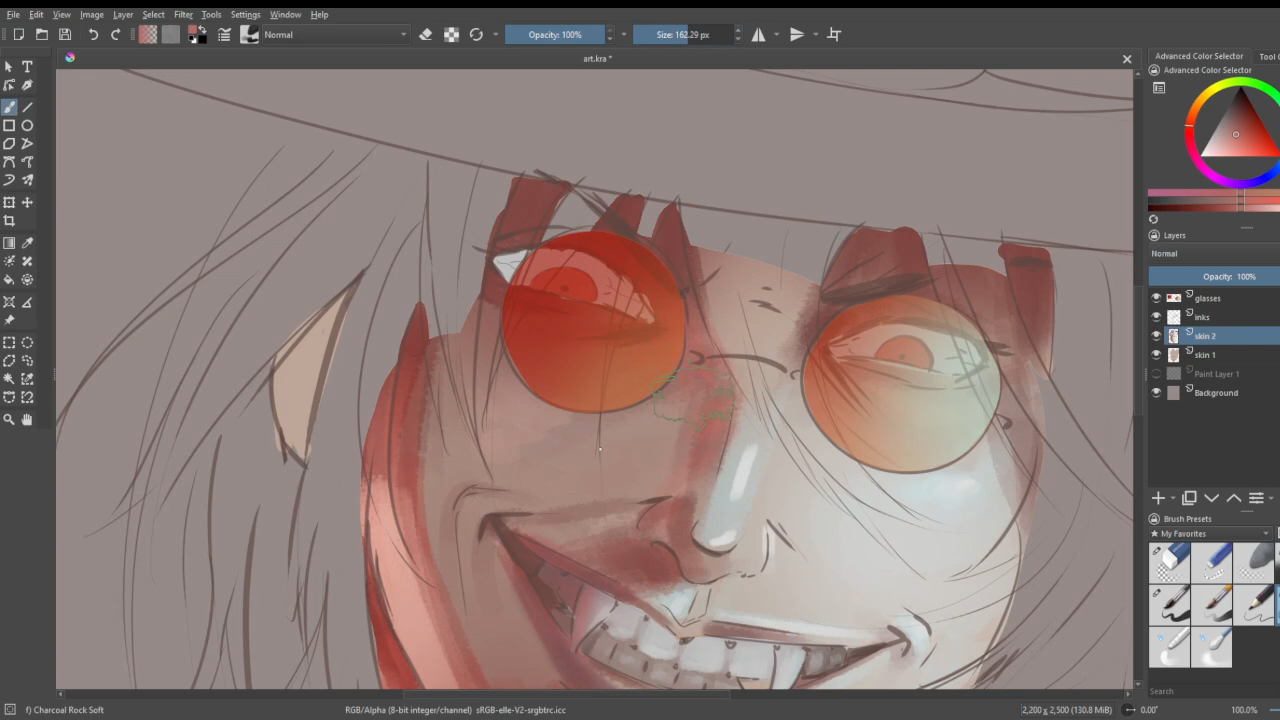 File Edit View Image Layer Select Filter Tools Settings Window Help
Normal
Opacity: 100%
Size: 162.29 px
art.kra *
Advanced Color Selector
Advanced Color Selector
Layers
Normal
Opacity: 100%
glasses
inks
skin 2
skin 1
Paint Layer 1
Background
Brush Presets
★ My Favorites
Search
f) Charcoal Rock Soft
RGB/Alpha (8-bit integer/channel) sRGB-elle-V2-srgbtrc.icc
2,200 x 2,500 (130.8 MiB)
0.00°
100.0%